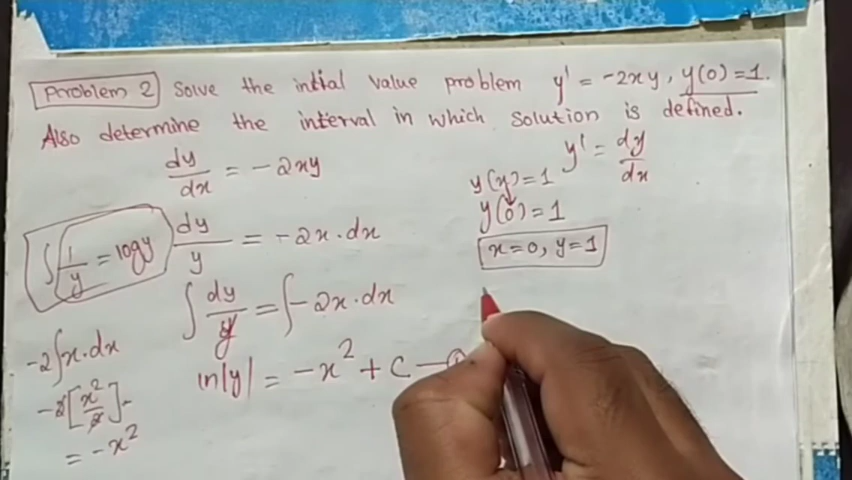 Problem 2 Solve the intial value problem y' = -2xy, y(0)=1.
Also determine the interval in which solution is defined.
dy/dx = -2xy
y' = dy/dx
y(x)=1
y(0)=1
x=0, y=1
∫ 1/y = logy
dy/y = -2x·dx
∫ dy/y = ∫ -2x·dx
ln|y| = -x² + C —
-2∫x·dx
-2[x²/2]
= -x²